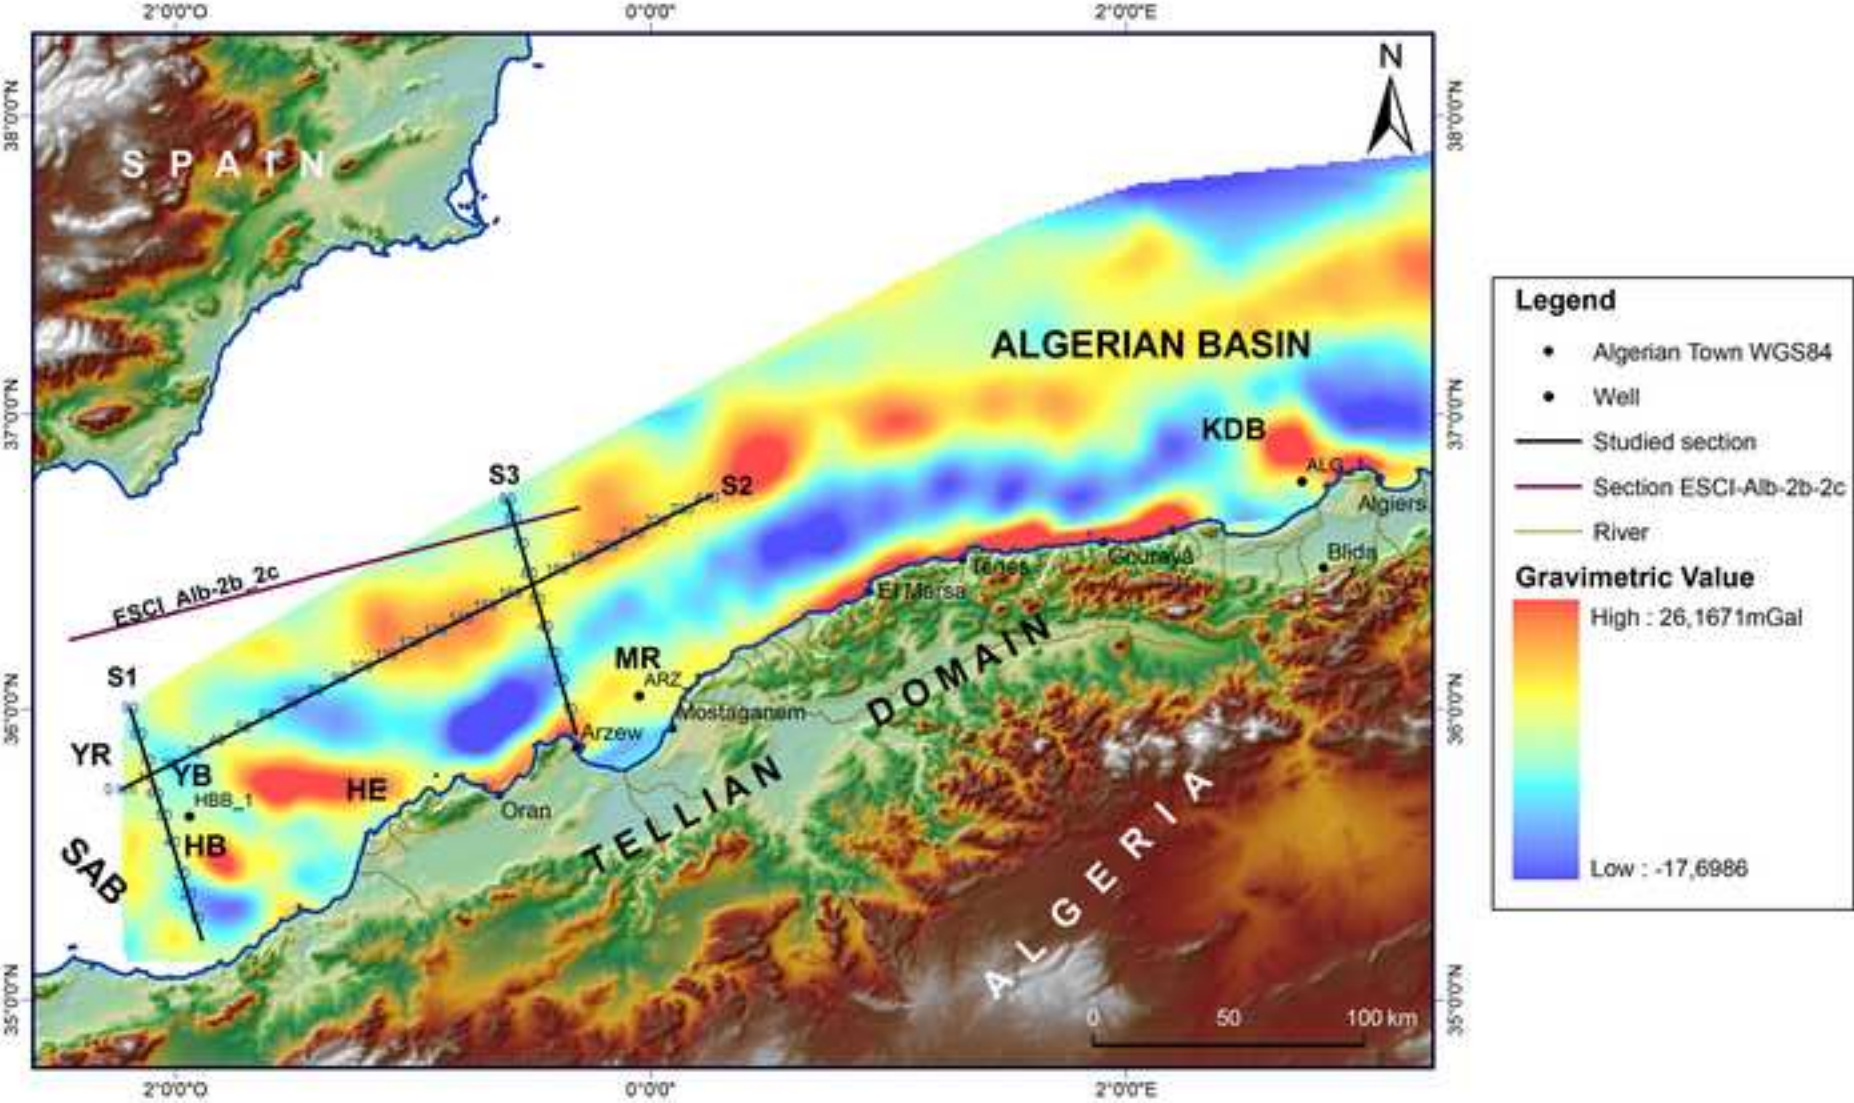 2°0'0"O 0°0'0" 2°0'0"E
N
38°0'0"N
38°0'0"N
SPAIN
Legend
Algerian Town WGS84
Well
Studied section
Section ESCI-Alb-2b-2c
River
Gravimetric Value
High : 26,1671mGal
Low : -17,6986
ALGERIAN BASIN
37°0'0"N
37°0'0"N
KDB
ALG_1
Algiers
S3
S2
Blida
Gouraya
Tenes
El Marsa
ESCI_Alb-2b_2c
S1
MR
ARZ_
Mostaganem
DOMAIN
36°0'0"N
36°0'0"N
Arzew
YR
YB
HBB_1
HE
Oran
TELLIAN
HB
SAB
ALGERIA
35°0'0"N
35°0'0"N
0 50 100 km
2°0'0"O 0°0'0" 2°0'0"E